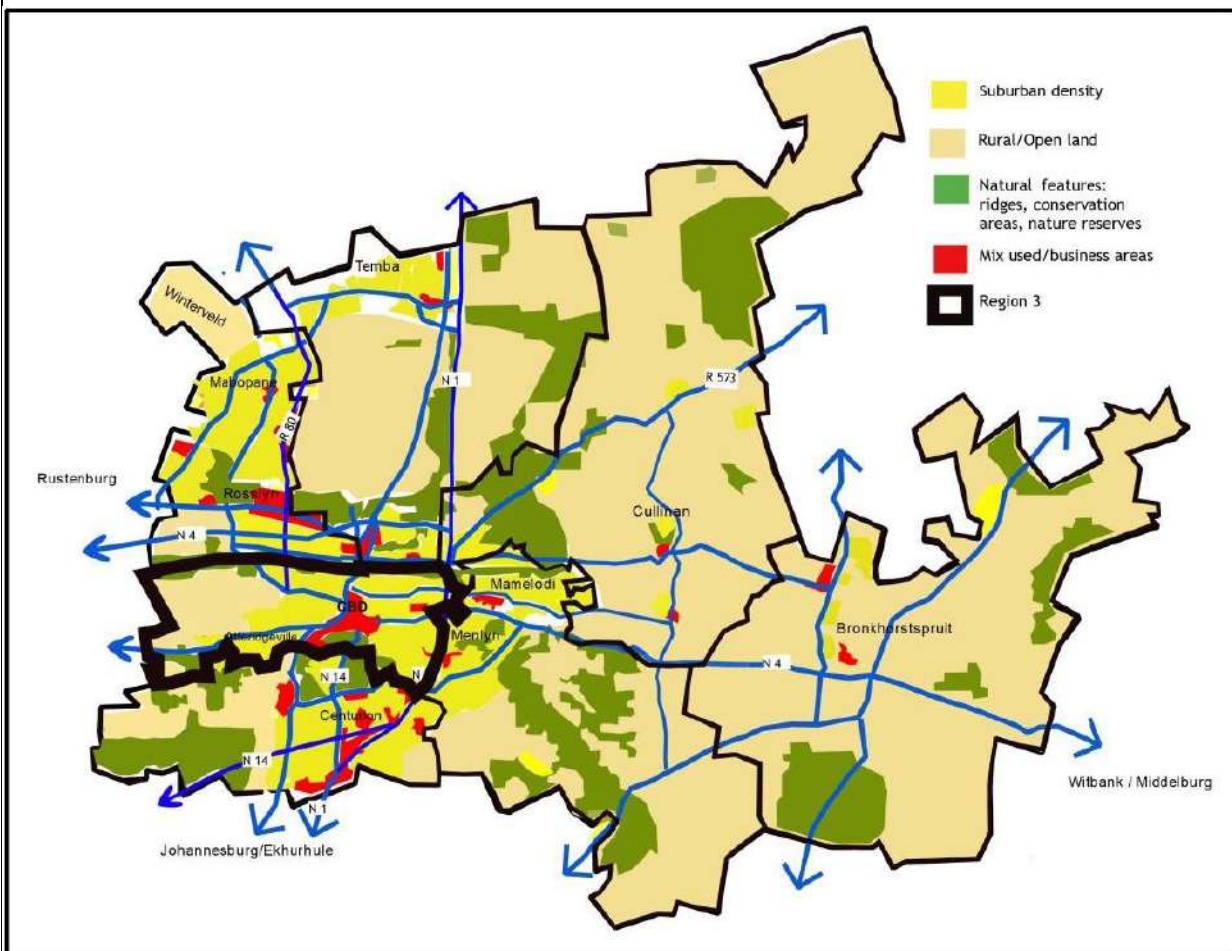 Suburban density
Rural/Open land
Natural features:
ridges, conservation
areas, nature reserves
Mix used/business areas
Region 3
Temba
Winterveld
Mabopane
N 1
R 573
R 80
Rustenburg
Rosslyn
Cullinan
N 4
Mamelodi
CBD
Atteridgeville
Menlyn
Bronkhorstspruit
N 4
N 14
N
Centurion
N 14
N 1
Witbank / Middelburg
Johannesburg/Ekhurhule